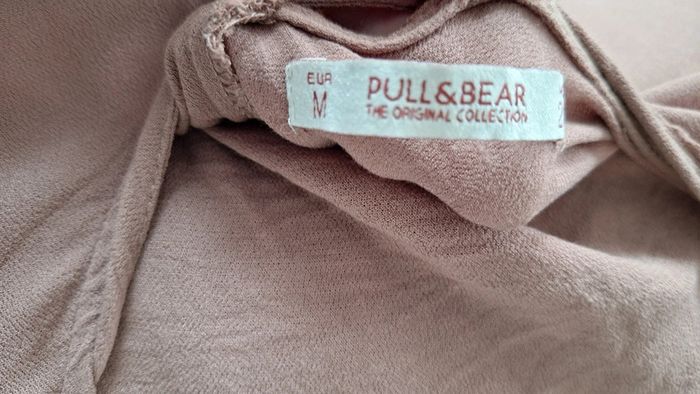 EUR
M
PULL&BEAR
THE ORIGINAL COLLECTION